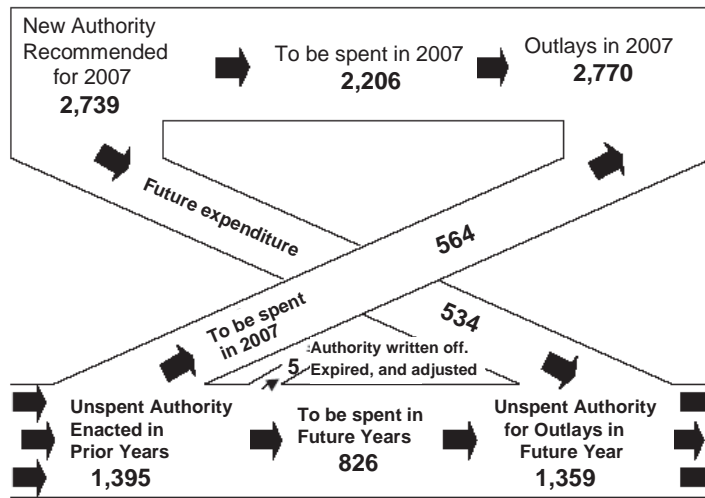 New Authority
Recommended
for 2007
2,739
To be spent in 2007
2,206
Outlays in 2007
2,770
Future expenditure
564
To be spent
in 2007
534
5
Authority written off.
Expired, and adjusted
Unspent Authority
Enacted in
Prior Years
1,395
To be spent in
Future Years
826
Unspent Authority
for Outlays in
Future Year
1,359